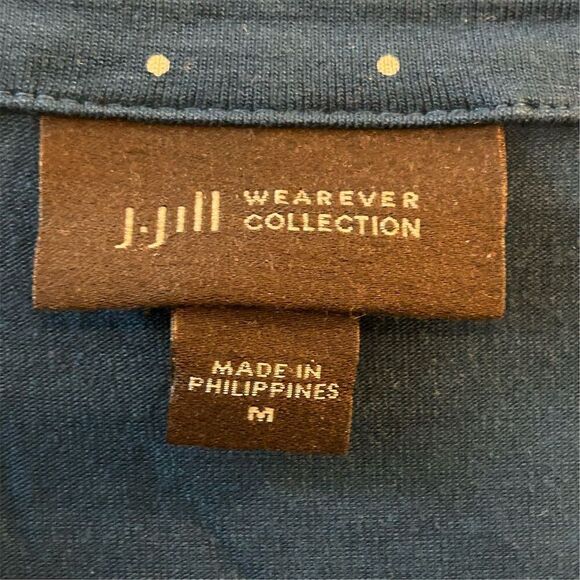 J.Jill WEAREVER
COLLECTION
MADE IN
PHILIPPINES
M